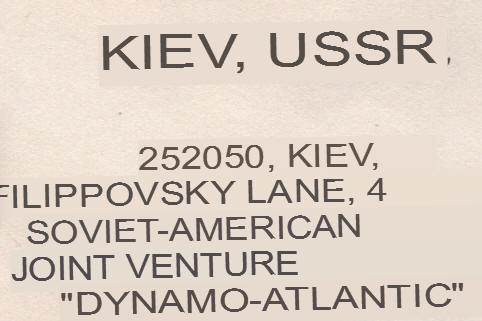 KIEV, USSR,
252050, KIEV,
FILIPPOVSKY LANE, 4
SOVIET-AMERICAN
JOINT VENTURE
"DYNAMO-ATLANTIC"